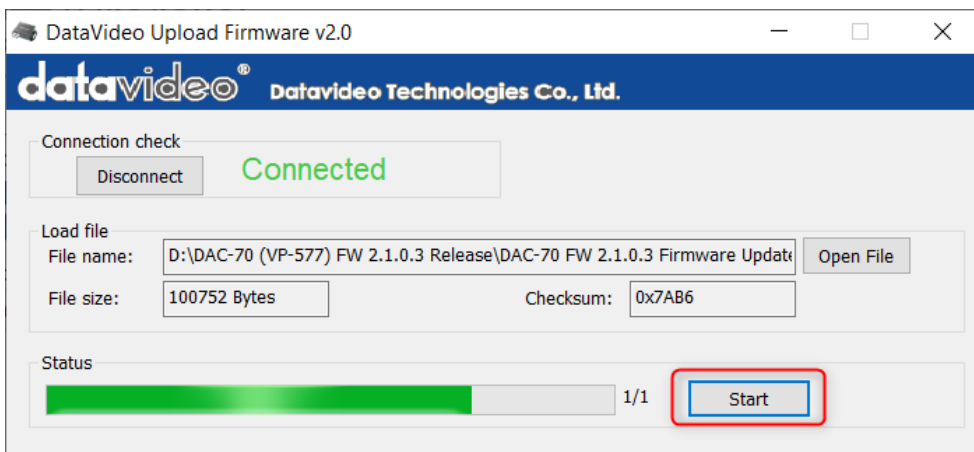 DataVideo Upload Firmware v2.0
datavideo® Datavideo Technologies Co., Ltd.
Connection check
Disconnect Connected
Load file
File name: D:\DAC-70 (VP-577) FW 2.1.0.3 Release\DAC-70 FW 2.1.0.3 Firmware Update Open File
File size: 100752 Bytes Checksum: 0x7AB6
Status
1/1 Start